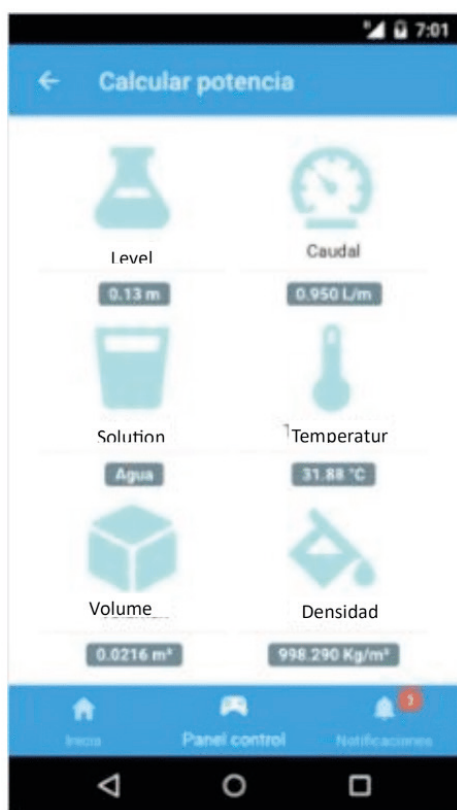 7:01
Calcular potencia
Level
Caudal
0.13 m
0.950 L/m
Solution
Temperatur
Agua
31.88 °C
Volume
Densidad
0.0216 m³
998.290 Kg/m³
Inicio
Panel control
Notificaciones